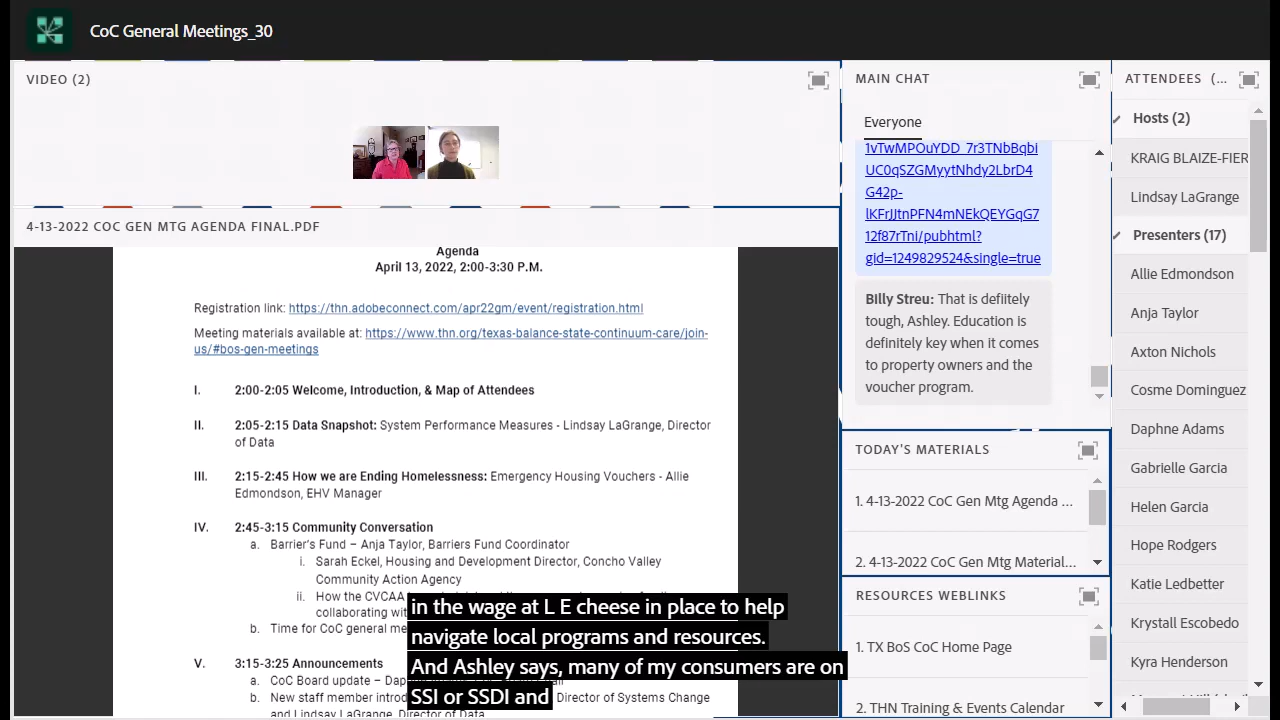 CoC General Meetings_30
VIDEO (2)
4-13-2022 COC GEN MTG AGENDA FINAL.PDF
Agenda
April 13, 2022, 2:00-3:30 P.M.
Registration link: https://thn.adobeconnect.com/apr22gm/event/registration.html
Meeting materials available at: https://www.thn.org/texas-balance-state-continuum-care/join-
us/#bos-gen-meetings
I. 2:00-2:05 Welcome, Introduction, & Map of Attendees
II. 2:05-2:15 Data Snapshot: System Performance Measures - Lindsay LaGrange, Director
of Data
III. 2:15-2:45 How we are Ending Homelessness: Emergency Housing Vouchers - Allie
Edmondson, EHV Manager
IV. 2:45-3:15 Community Conversation
a. Barrier's Fund – Anja Taylor, Barriers Fund Coordinator
i. Sarah Eckel, Housing and Development Director, Concho Valley
Community Action Agency
ii. How the CVCAA
collaborating wit
b. Time for CoC general me
V. 3:15-3:25 Announcements
a. CoC Board update – Dap
b. New staff member introd Director of Systems Change
and Lindsay LaGrange, Director of Data
in the wage at L E cheese in place to help
navigate local programs and resources.
And Ashley says, many of my consumers are on
SSI or SSDI and
MAIN CHAT
Everyone
1vTwMPOuYDD_7r3TNbBqbi
UC0qSZGMyytNhdy2LbrD4
G42p-
lKFrJJtnPFN4mNEkQEYGqG7
12f87rTni/pubhtml?
gid=1249829524&single=true
Billy Streu: That is defiitely
tough, Ashley. Education is
definitely key when it comes
to property owners and the
voucher program.
TODAY'S MATERIALS
1. 4-13-2022 CoC Gen Mtg Agenda ...
2. 4-13-2022 CoC Gen Mtg Material...
RESOURCES WEBLINKS
1. TX BoS CoC Home Page
2. THN Training & Events Calendar
ATTENDEES (...
Hosts (2)
KRAIG BLAIZE-FIER
Lindsay LaGrange
Presenters (17)
Allie Edmondson
Anja Taylor
Axton Nichols
Cosme Dominguez
Daphne Adams
Gabrielle Garcia
Helen Garcia
Hope Rodgers
Katie Ledbetter
Krystall Escobedo
Kyra Henderson